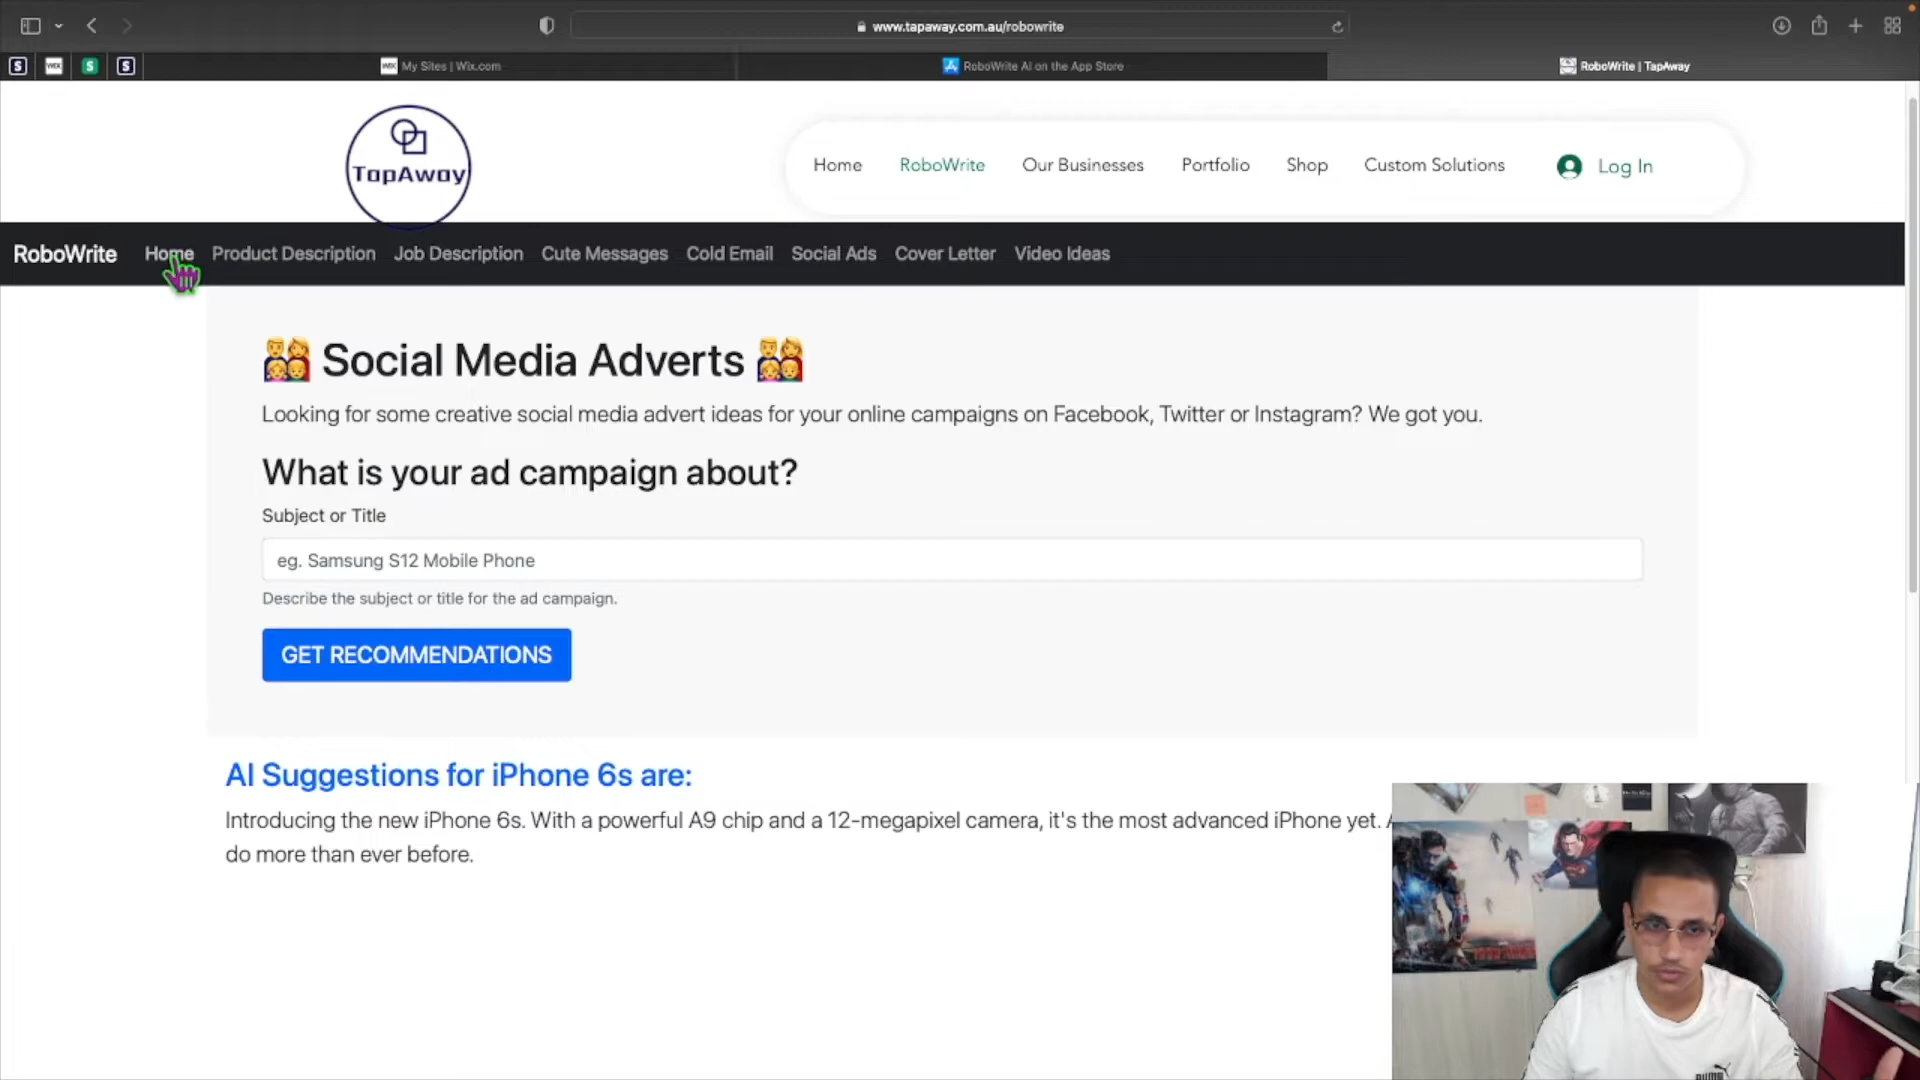 www.tapaway.com.au/robowrite
S
WIX
S
S
WIX My Sites | Wix.com
RoboWrite AI on the App Store
RoboWrite | TapAway
TapAway
Home RoboWrite Our Businesses Portfolio Shop Custom Solutions Log In
RoboWrite Home Product Description Job Description Cute Messages Cold Email Social Ads Cover Letter Video Ideas
Social Media Adverts
Looking for some creative social media advert ideas for your online campaigns on Facebook, Twitter or Instagram? We got you.
What is your ad campaign about?
Subject or Title
eg. Samsung S12 Mobile Phone
Describe the subject or title for the ad campaign.
GET RECOMMENDATIONS
AI Suggestions for iPhone 6s are:
Introducing the new iPhone 6s. With a powerful A9 chip and a 12-megapixel camera, it's the most advanced iPhone yet.
do more than ever before.
PUMA